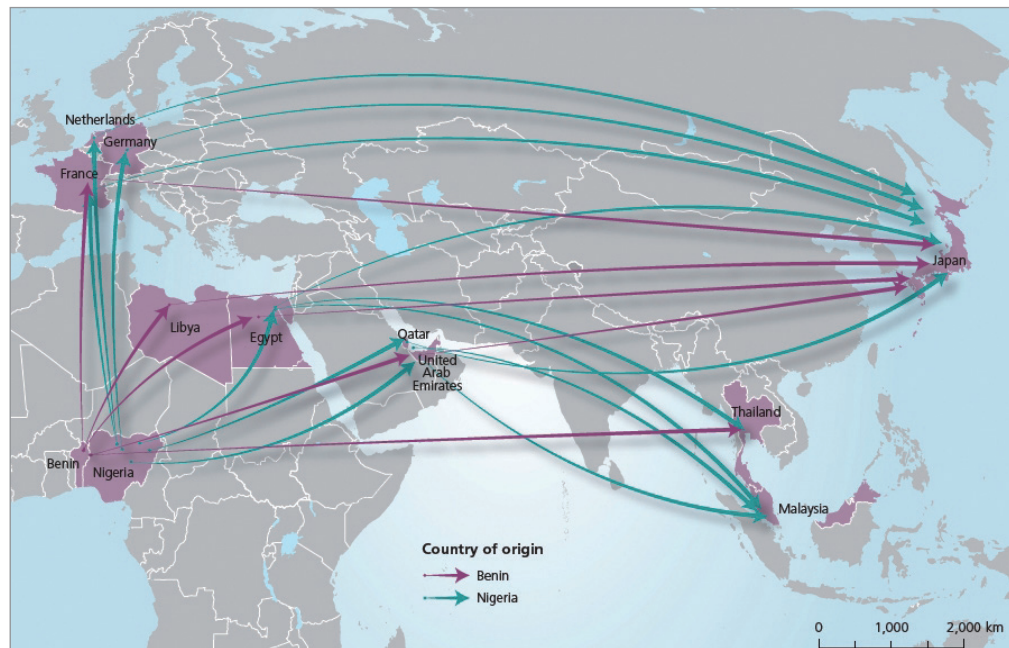 Netherlands
Germany
France
Japan
Libya
Egypt
Qatar
United
Arab
Emirates
Thailand
Benin
Nigeria
Malaysia
Country of origin
Benin
Nigeria
0 1,000 2,000 km